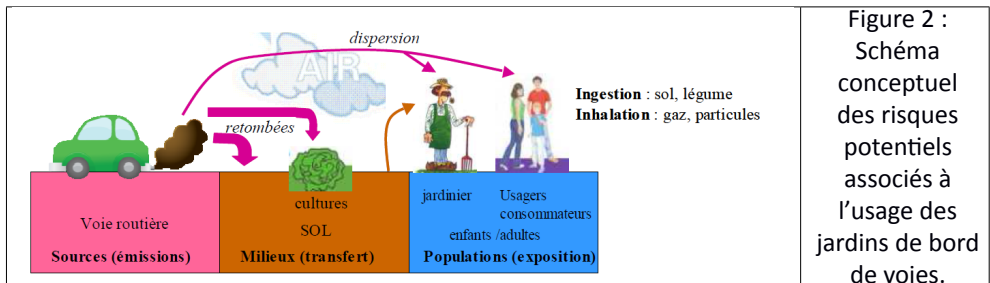 dispersion
AIR
retombées
Ingestion : sol, légume
Inhalation : gaz, particules
Voie routière
Sources (émissions)
cultures
SOL
Milieux (transfert)
jardinier
Usagers
consommateurs
enfants /adultes
Populations (exposition)
Figure 2 :
Schéma
conceptuel
des risques
potentiels
associés à
l’usage des
jardins de bord
de voies.